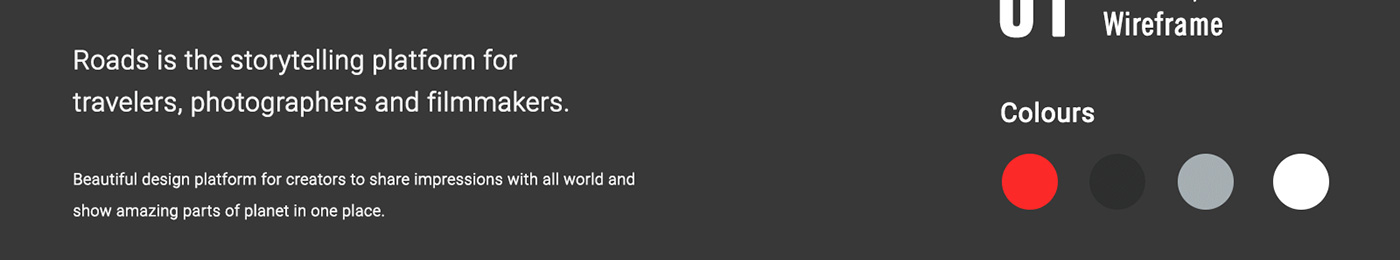 Roads is the storytelling platform for
travelers, photographers and filmmakers.
Beautiful design platform for creators to share impressions with all world and
show amazing parts of planet in one place.
Wireframe
Colours